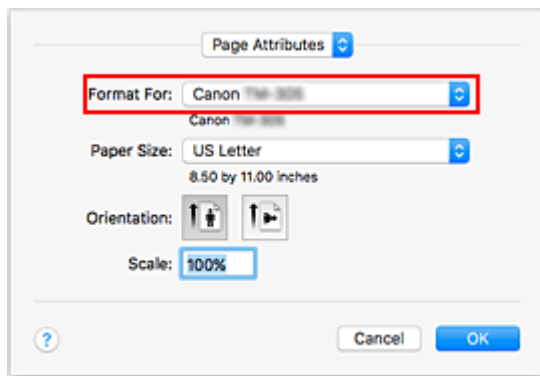 Page Attributes
Format For: Canon
Canon
Paper Size: US Letter
8.50 by 11.00 inches
Orientation:
Scale: 100%
? Cancel OK